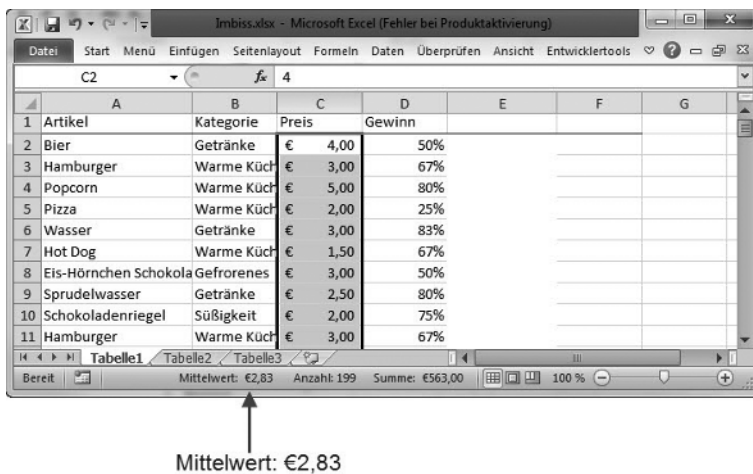 Imbiss.xlsx - Microsoft Excel (Fehler bei Produktaktivierung)
Datei Start Menü Einfügen Seitenlayout Formeln Daten Überprüfen Ansicht Entwicklertools
C2 fx 4
A B C D E F G
1 Artikel Kategorie Preis Gewinn
2 Bier Getränke € 4,00 50%
3 Hamburger Warme Küch € 3,00 67%
4 Popcorn Warme Küch € 5,00 80%
5 Pizza Warme Küch € 2,00 25%
6 Wasser Getränke € 3,00 83%
7 Hot Dog Warme Küch € 1,50 67%
8 Eis-Hörnchen Schokola Gefrorenes € 3,00 50%
9 Sprudelwasser Getränke € 2,50 80%
10 Schokoladenriegel Süßigkeit € 2,00 75%
11 Hamburger Warme Küch € 3,00 67%
Tabelle1 Tabelle2 Tabelle3
Bereit Mittelwert: €2,83 Anzahl: 199 Summe: €563,00 100 %
Mittelwert: €2,83